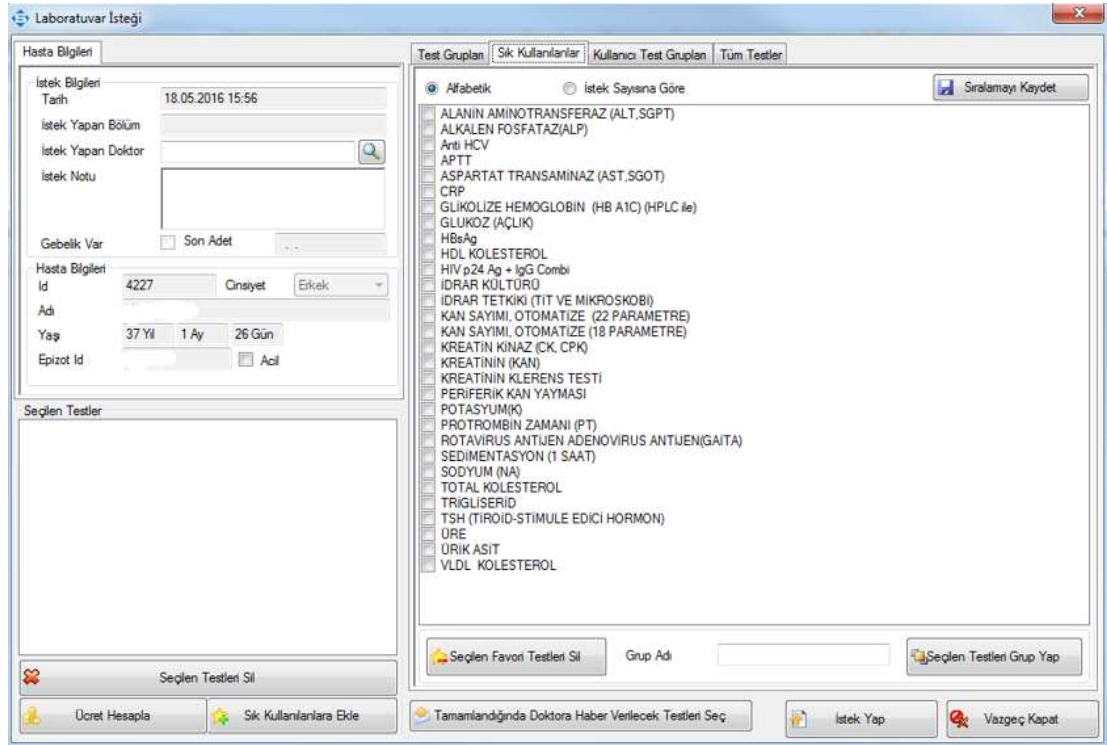 Laboratuvar İsteği
Hasta Bilgileri
İstek Bilgileri
Tarih 18.05.2016 15:56
İstek Yapan Bölüm
İstek Yapan Doktor
İstek Notu
Gebelik Var Son Adet . .
Hasta Bilgileri
Id 4227 Cinsiyet Erkek
Adı
Yaş 37 Yıl 1 Ay 26 Gün
Epizot Id Acil
Seçilen Testler
Seçilen Testleri Sil
Ücret Hesapla Sık Kullanılanlara Ekle
Test Grupları Sık Kullanılanlar Kullanıcı Test Grupları Tüm Testler
Alfabetik İstek Sayısına Göre Sıralamayı Kaydet
ALANİN AMİNOTRANSFERAZ (ALT,SGPT)
ALKALEN FOSFATAZ(ALP)
Anti HCV
APTT
ASPARTAT TRANSAMİNAZ (AST,SGOT)
CRP
GLİKOLİZE HEMOGLOBİN (HB A1C) (HPLC ile)
GLUKOZ (AÇLIK)
HBsAg
HDL KOLESTEROL
HIV p24 Ag + IgG Combi
İDRAR KÜLTÜRÜ
İDRAR TETKİKİ (TİT VE MİKROSKOBİ)
KAN SAYIMI, OTOMATİZE (22 PARAMETRE)
KAN SAYIMI, OTOMATİZE (18 PARAMETRE)
KREATİN KİNAZ (CK, CPK)
KREATİNİN (KAN)
KREATİNİN KLERENS TESTİ
PERİFERİK KAN YAYMASI
POTASYUM(K)
PROTROMBİN ZAMANI (PT)
ROTAVİRUS ANTİJEN ADENOVİRUS ANTİJEN(GAİTA)
SEDİMENTASYON (1 SAAT)
SODYUM (NA)
TOTAL KOLESTEROL
TRİGLİSERİD
TSH (TİROİD-STİMULE EDİCİ HORMON)
ÜRE
ÜRİK ASİT
VLDL KOLESTEROL
Seçilen Favori Testleri Sil Grup Adı Seçilen Testleri Grup Yap
Tamamlandığında Doktora Haber Verilecek Testleri Seç İstek Yap Vazgeç Kapat